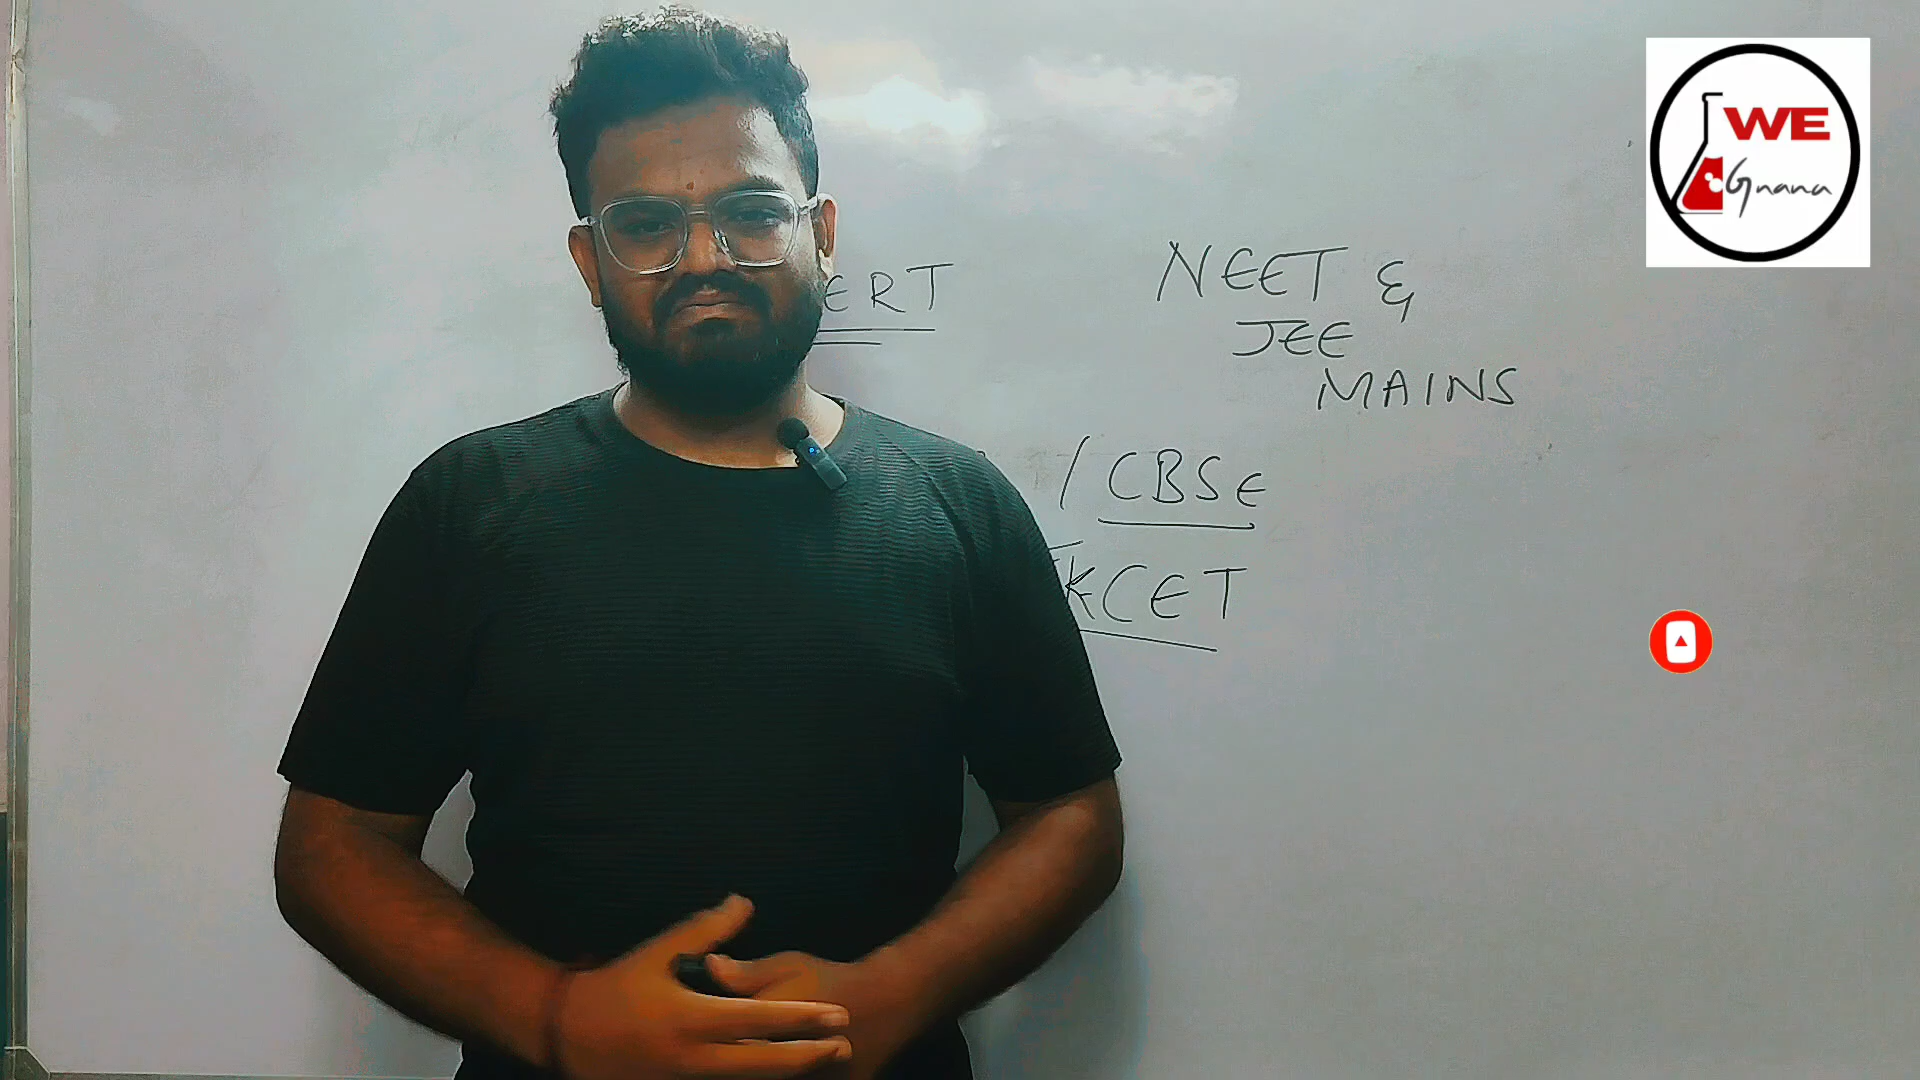 WE
Gnana
ERT
NEET &
JEE
MAINS
/ CBSE
KCET